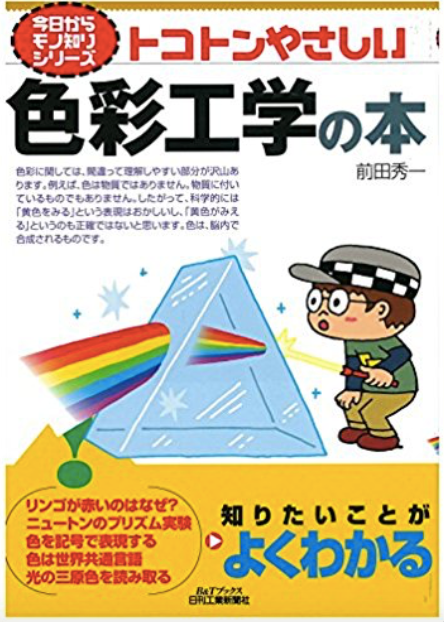 今日から
モノ知り
シリーズ
トコトンやさしい
色彩工学の本
前田秀一
色彩に関しては、間違って理解しやすい部分が沢山あ
ります。例えば、色は物質ではありません。物質に付い
ているものでもありません。したがって、科学的には
「黄色をみる」という表現はおかしいし、「黄色がみえ
る」というのも正確ではないと思います。色は、脳内で
合成されるものです。
リンゴが赤いのはなぜ?
ニュートンのプリズム実験
色を記号で表現する
色は世界共通言語
光の三原色を読み取る
知りたいことが
よくわかる
B&Tブックス
日刊工業新聞社